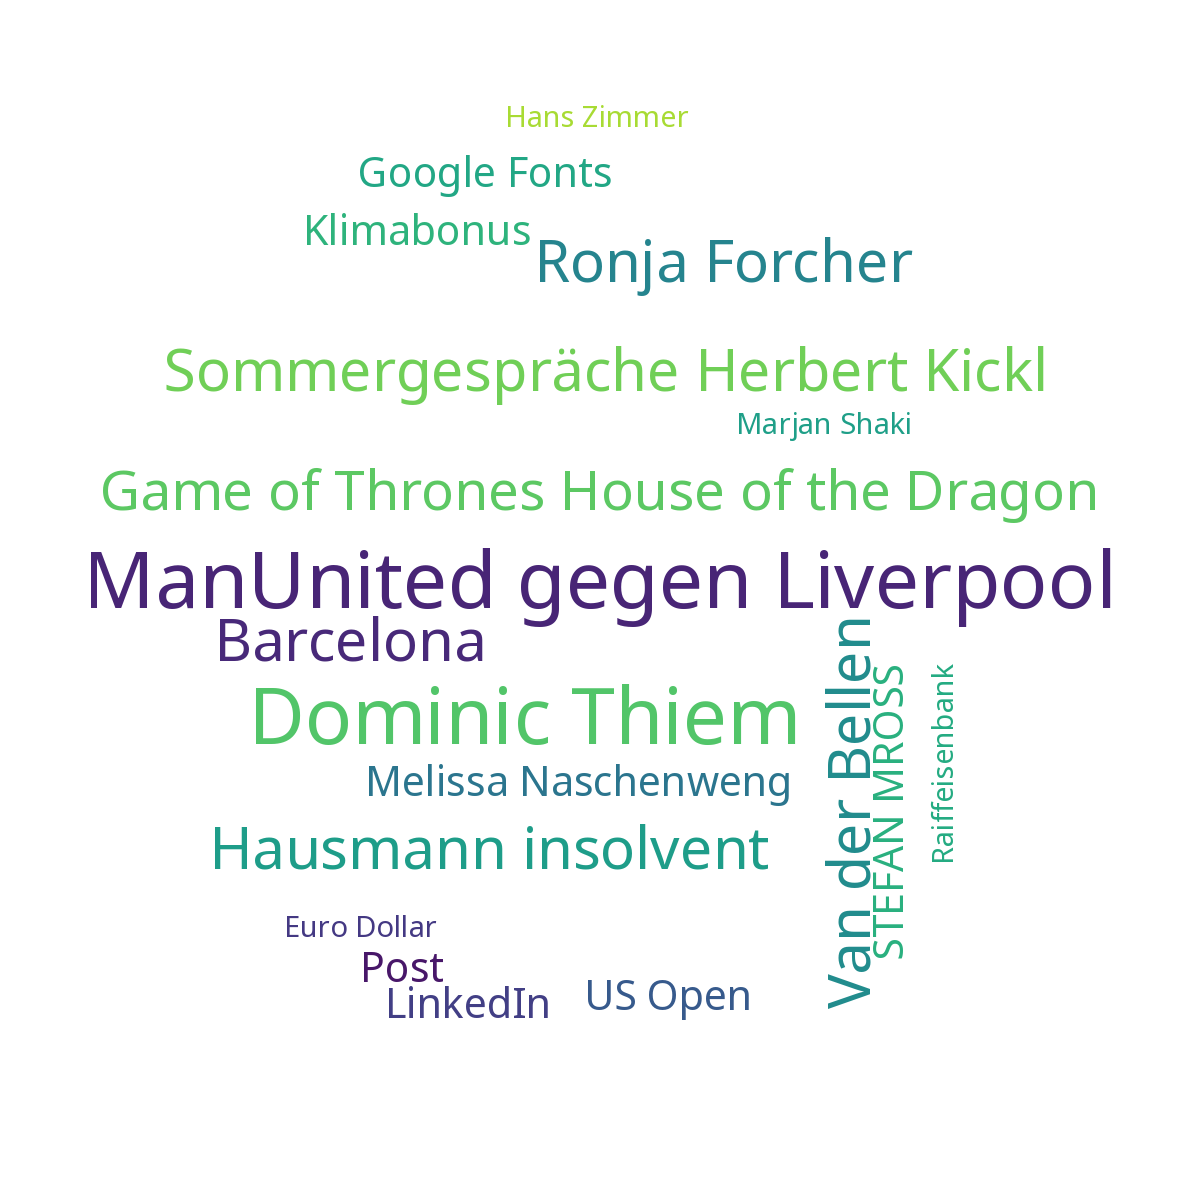 Hans Zimmer
Google Fonts
Klimabonus
Ronja Forcher
Sommergespräche Herbert Kickl
Marjan Shaki
Game of Thrones House of the Dragon
ManUnited gegen Liverpool
Barcelona
Dominic Thiem
Melissa Naschenweng
Hausmann insolvent
Van der Bellen
STEFAN MROSS
Raiffeisenbank
Euro Dollar
Post
LinkedIn
US Open